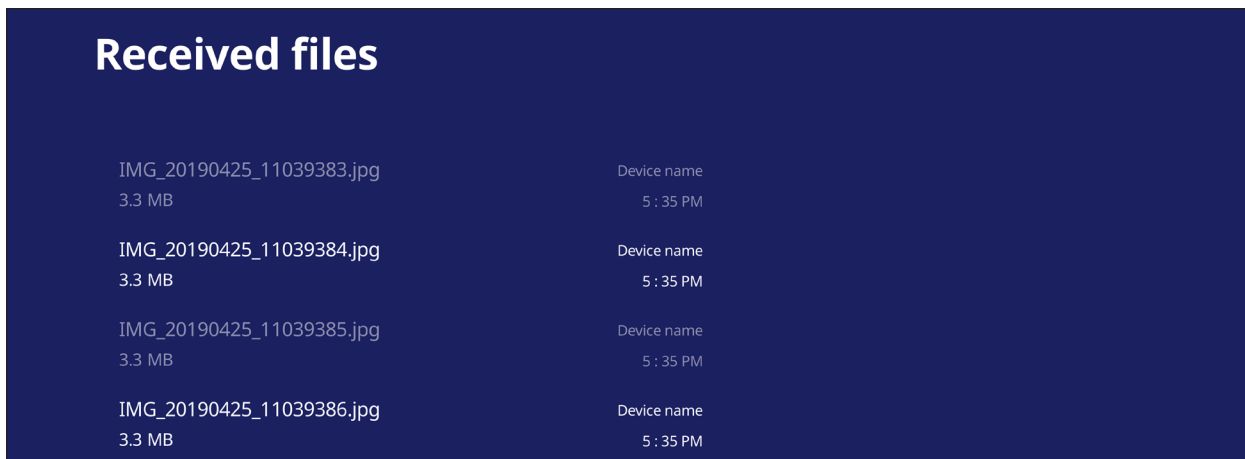 Received files
IMG_20190425_11039383.jpg Device name
3.3 MB 5 : 35 PM
IMG_20190425_11039384.jpg Device name
3.3 MB 5 : 35 PM
IMG_20190425_11039385.jpg Device name
3.3 MB 5 : 35 PM
IMG_20190425_11039386.jpg Device name
3.3 MB 5 : 35 PM